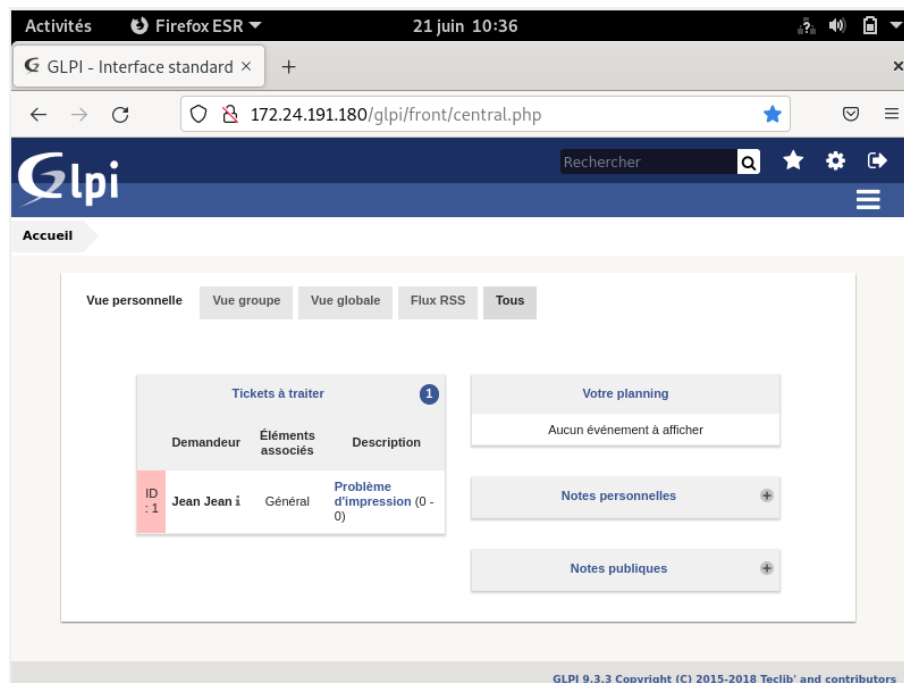 Activités Firefox ESR 21 juin 10:36
GLPI - Interface standard × +
172.24.191.180/glpi/front/central.php
Glpi
Rechercher
Accueil
Vue personnelle Vue groupe Vue globale Flux RSS Tous
Tickets à traiter 1
Demandeur Éléments associés Description
ID : 1 Jean Jean i Général Problème d'impression (0 - 0)
Votre planning
Aucun événement à afficher
Notes personnelles
Notes publiques
GLPI 9.3.3 Copyright (C) 2015-2018 Teclib' and contributors